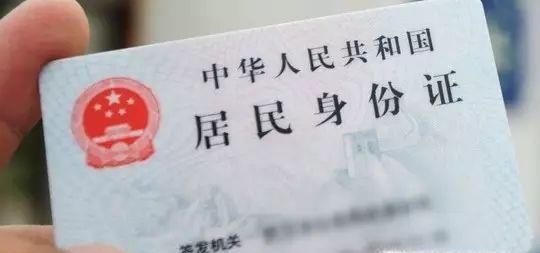 中华人民共和国
居民身份证
签发机关